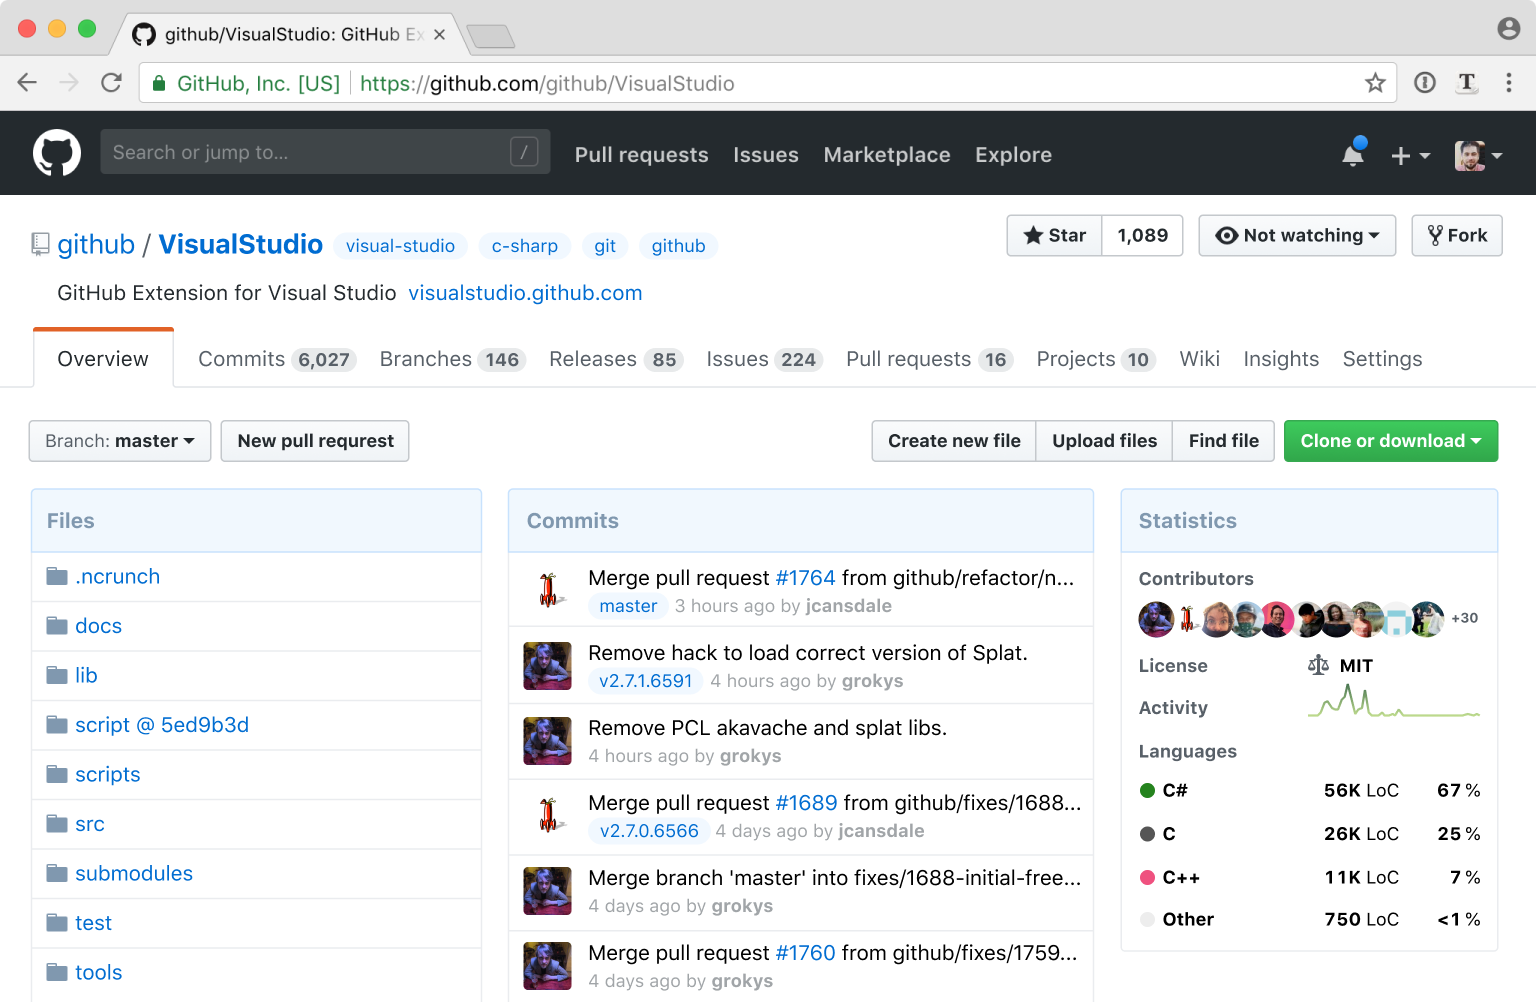 github/VisualStudio: GitHub Ex
GitHub, Inc. [US] https://github.com/github/VisualStudio
Search or jump to... / Pull requests Issues Marketplace Explore
github / VisualStudio visual-studio c-sharp git github Star 1,089 Not watching Fork
GitHub Extension for Visual Studio visualstudio.github.com
Overview Commits 6,027 Branches 146 Releases 85 Issues 224 Pull requests 16 Projects 10 Wiki Insights Settings
Branch: master New pull requrest Create new file Upload files Find file Clone or download
Files
.ncrunch
docs
lib
script @ 5ed9b3d
scripts
src
submodules
test
tools
Commits
Merge pull request #1764 from github/refactor/n...
master 3 hours ago by jcansdale
Remove hack to load correct version of Splat.
v2.7.1.6591 4 hours ago by grokys
Remove PCL akavache and splat libs.
4 hours ago by grokys
Merge pull request #1689 from github/fixes/1688...
v2.7.0.6566 4 days ago by jcansdale
Merge branch 'master' into fixes/1688-initial-free...
4 days ago by grokys
Merge pull request #1760 from github/fixes/1759...
4 days ago by grokys
Statistics
Contributors
+30
License MIT
Activity
Languages
C# 56K LoC 67 %
C 26K LoC 25 %
C++ 11K LoC 7 %
Other 750 LoC <1 %